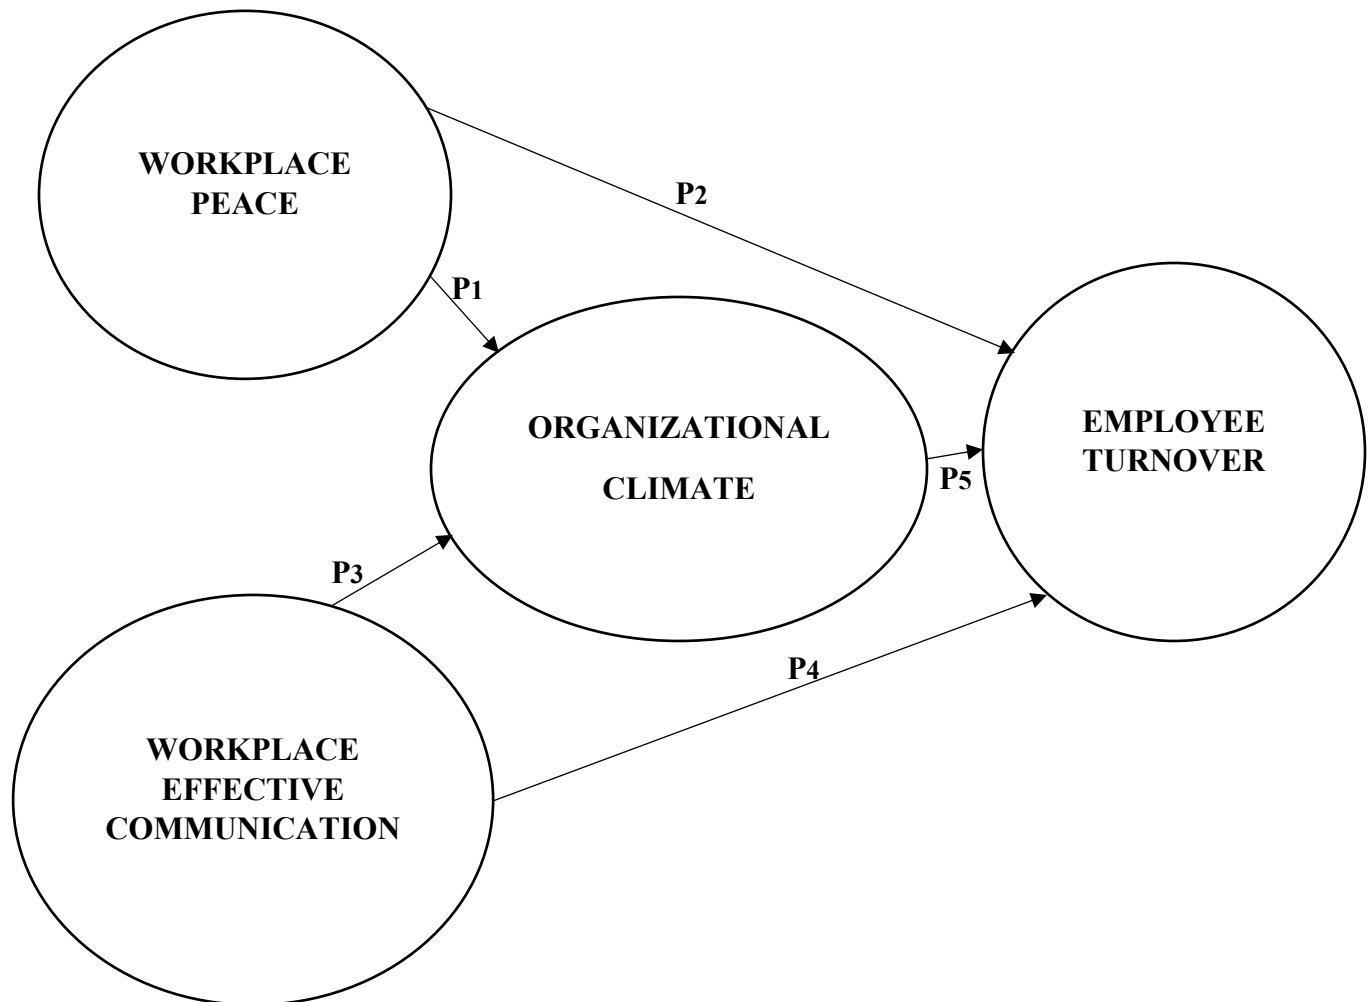 WORKPLACE
PEACE
P2
P1
ORGANIZATIONAL
CLIMATE
P5
EMPLOYEE
TURNOVER
P3
P4
WORKPLACE
EFFECTIVE
COMMUNICATION